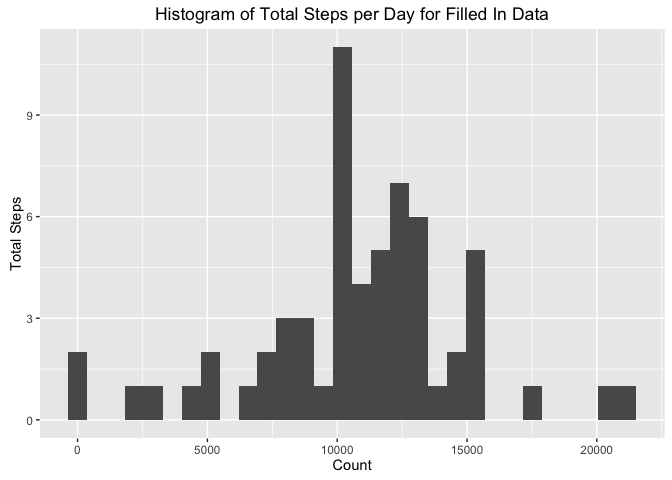 Histogram of Total Steps per Day for Filled In Data
9
6
3
0
Total Steps
0 5000 10000 15000 20000
Count